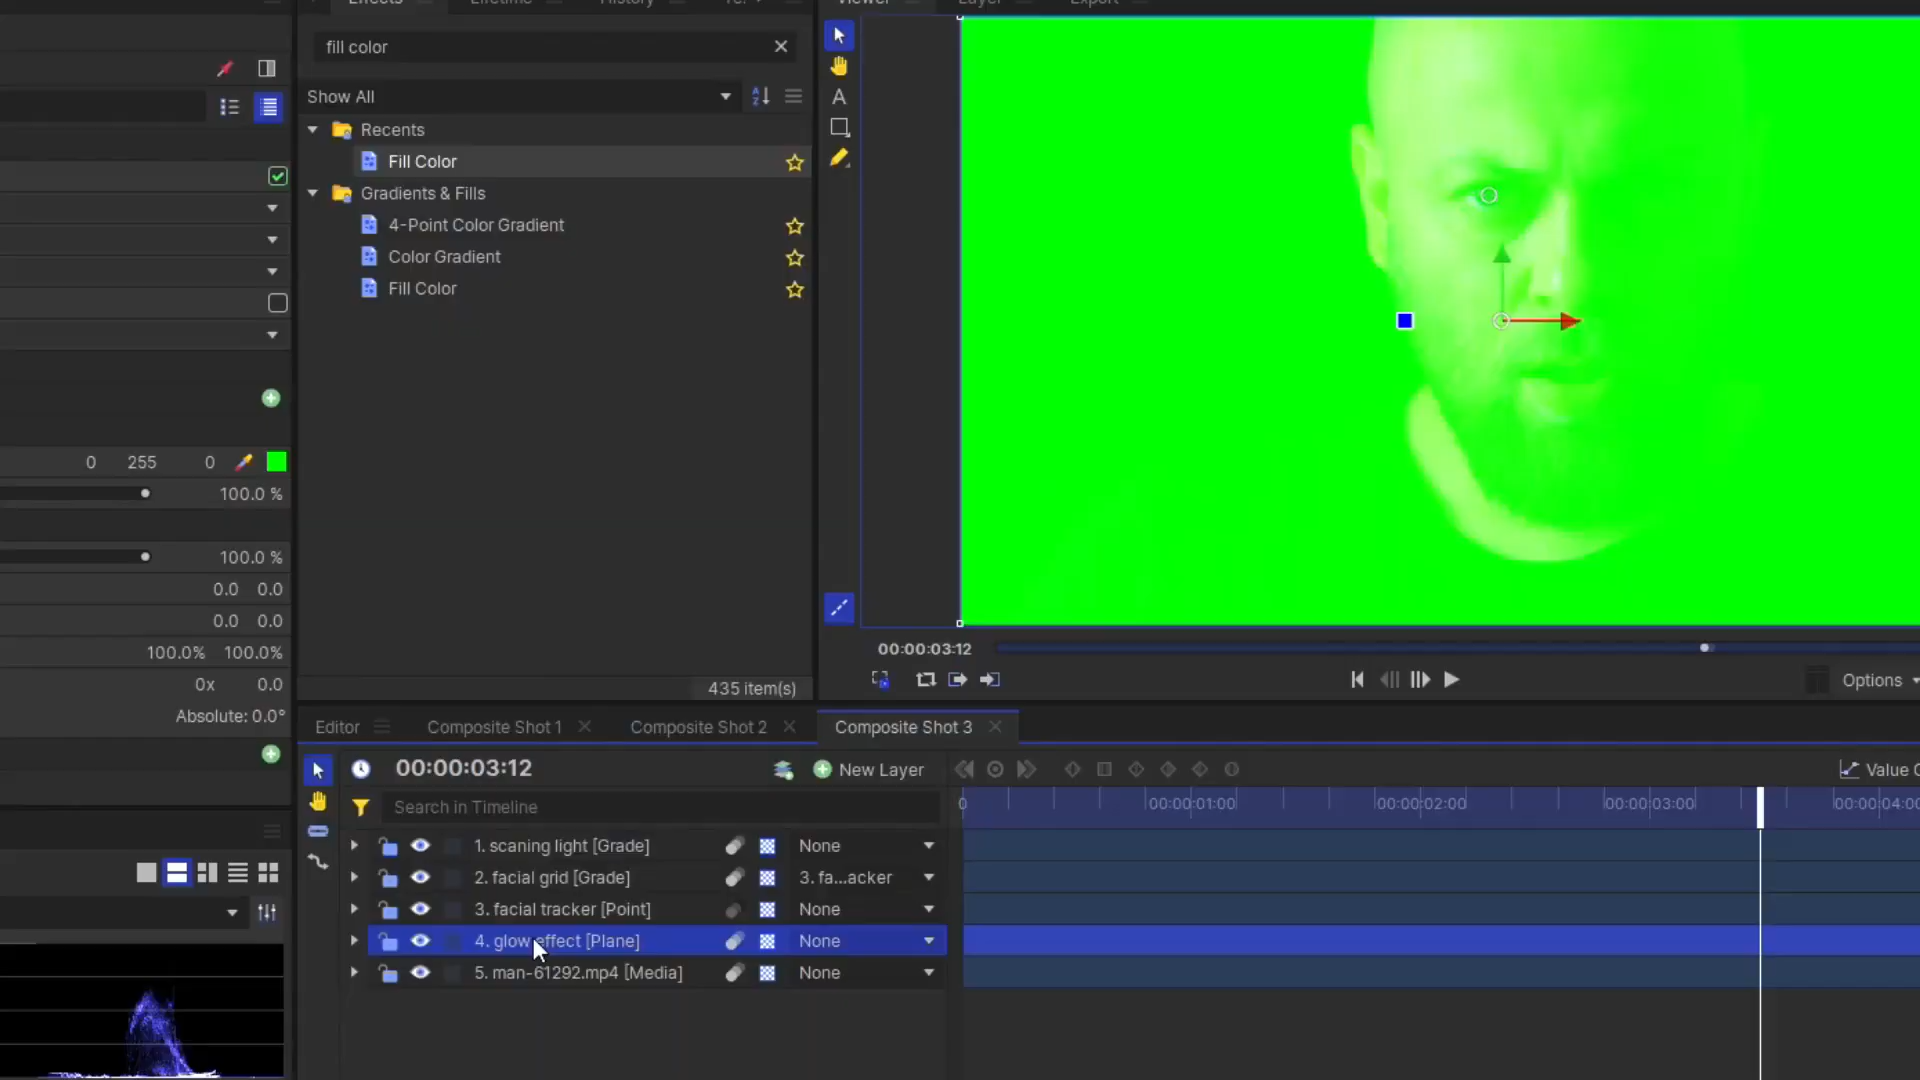 Effects
Lifetime
History
Te.
Viewer
Layer
Export
fill color
Show All
Recents
Fill Color
Gradients & Fills
4-Point Color Gradient
Color Gradient
Fill Color
435 item(s)
A
0 255 0
100.0 %
100.0 %
0.0 0.0
0.0 0.0
100.0% 100.0%
0x 0.0
Absolute: 0.0°
00:00:03:12
Options
Editor
Composite Shot 1
Composite Shot 2
Composite Shot 3
00:00:03:12
New Layer
Value
Search in Timeline
0 00:00:01:00 00:00:02:00 00:00:03:00 00:00:04:00
1. scaning light [Grade] None
2. facial grid [Grade] 3. fa...acker
3. facial tracker [Point] None
4. glow effect [Plane] None
5. man-61292.mp4 [Media] None